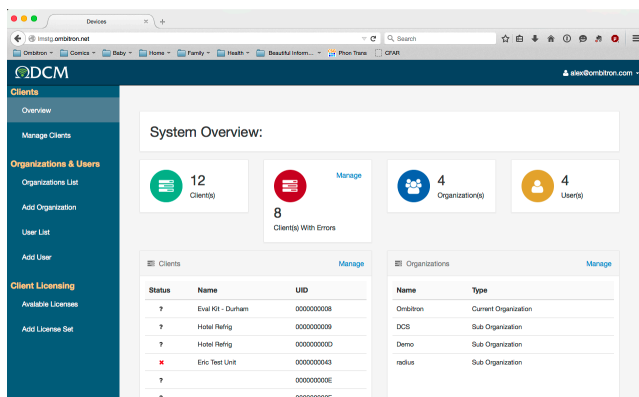 Devices
lmstg.ombitron.net
Search
Ombitron
Comics
Baby
Home
Family
Health
Beautiful Inform...
Phon Trans
CFAR
DCM
alex@ombitron.com
Clients
Overview
Manage Clients
Organizations & Users
Organizations List
Add Organization
User List
Add User
Client Licensing
Available Licenses
Add License Set
System Overview:
12
Client(s)
Manage
8
Client(s) With Errors
4
Organization(s)
4
User(s)
Clients Manage
Status Name UID
? Eval Kit - Durham 0000000008
? Hotel Refrig 0000000009
? Hotel Refrig 000000000D
Eric Test Unit 0000000043
? 000000000E
Organizations Manage
Name Type
Ombitron Current Organization
DCS Sub Organization
Demo Sub Organization
radius Sub Organization